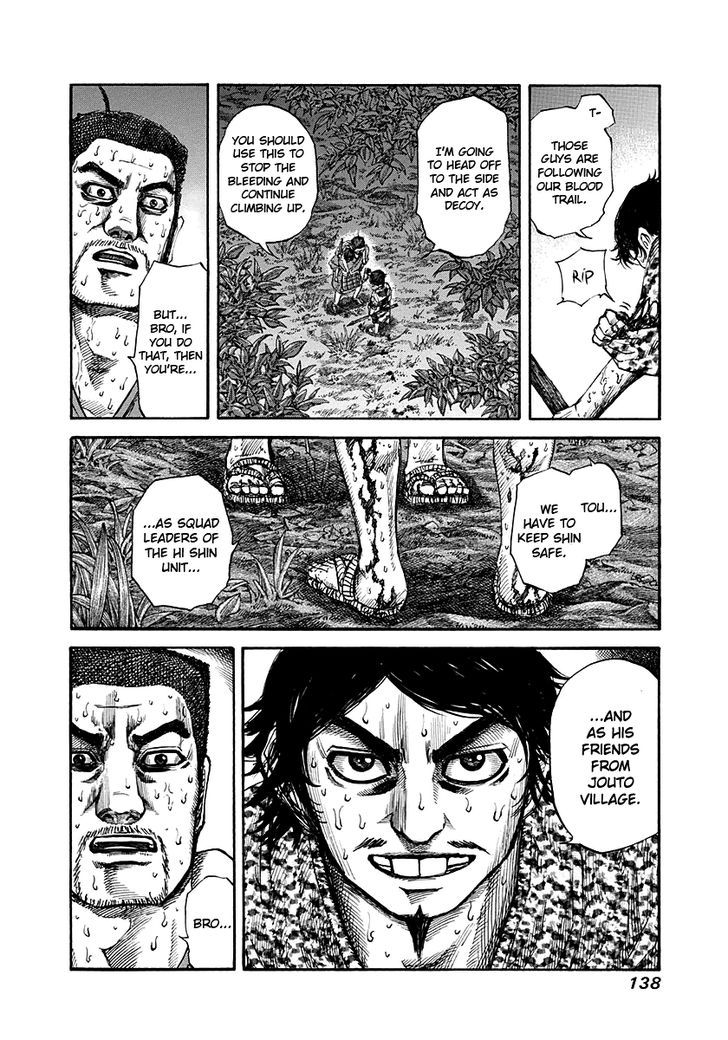 T-
THOSE
GUYS ARE
FOLLOWING
OUR BLOOD
TRAIL.
RIP
I'M GOING
TO HEAD OFF
TO THE SIDE
AND ACT AS
DECOY.
YOU SHOULD
USE THIS TO
STOP THE
BLEEDING AND
CONTINUE
CLIMBING UP.
BUT...
BRO, IF
YOU DO
THAT, THEN
YOU'RE...
TOU...
WE
HAVE TO
KEEP SHIN
SAFE.
...AS SQUAD
LEADERS OF
THE HI SHIN
UNIT...
...AND
AS HIS
FRIENDS
FROM
JOUTO
VILLAGE.
BRO...
138